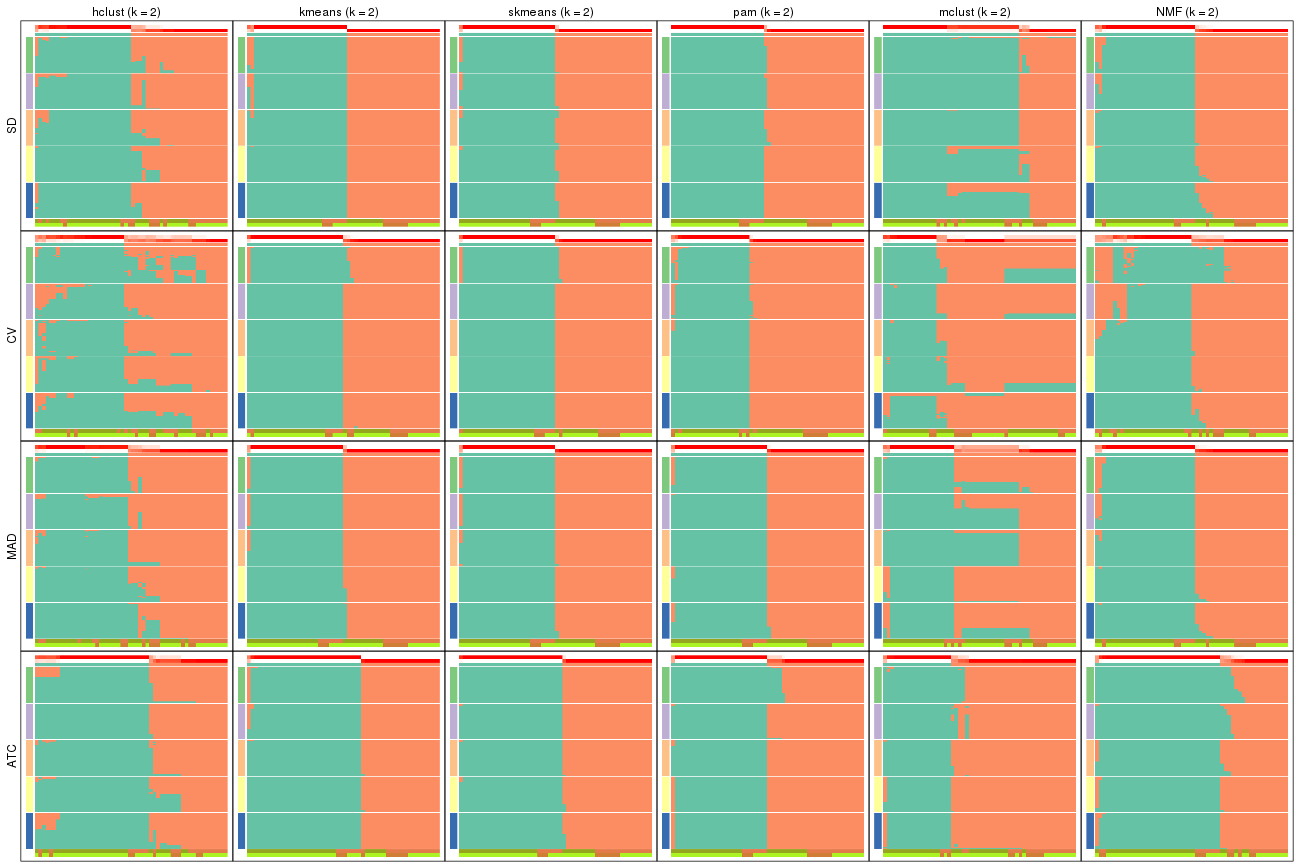 hclust (k = 2) kmeans (k = 2) skmeans (k = 2) pam (k = 2) mclust (k = 2) NMF (k = 2)
SD
CV
MAD
ATC